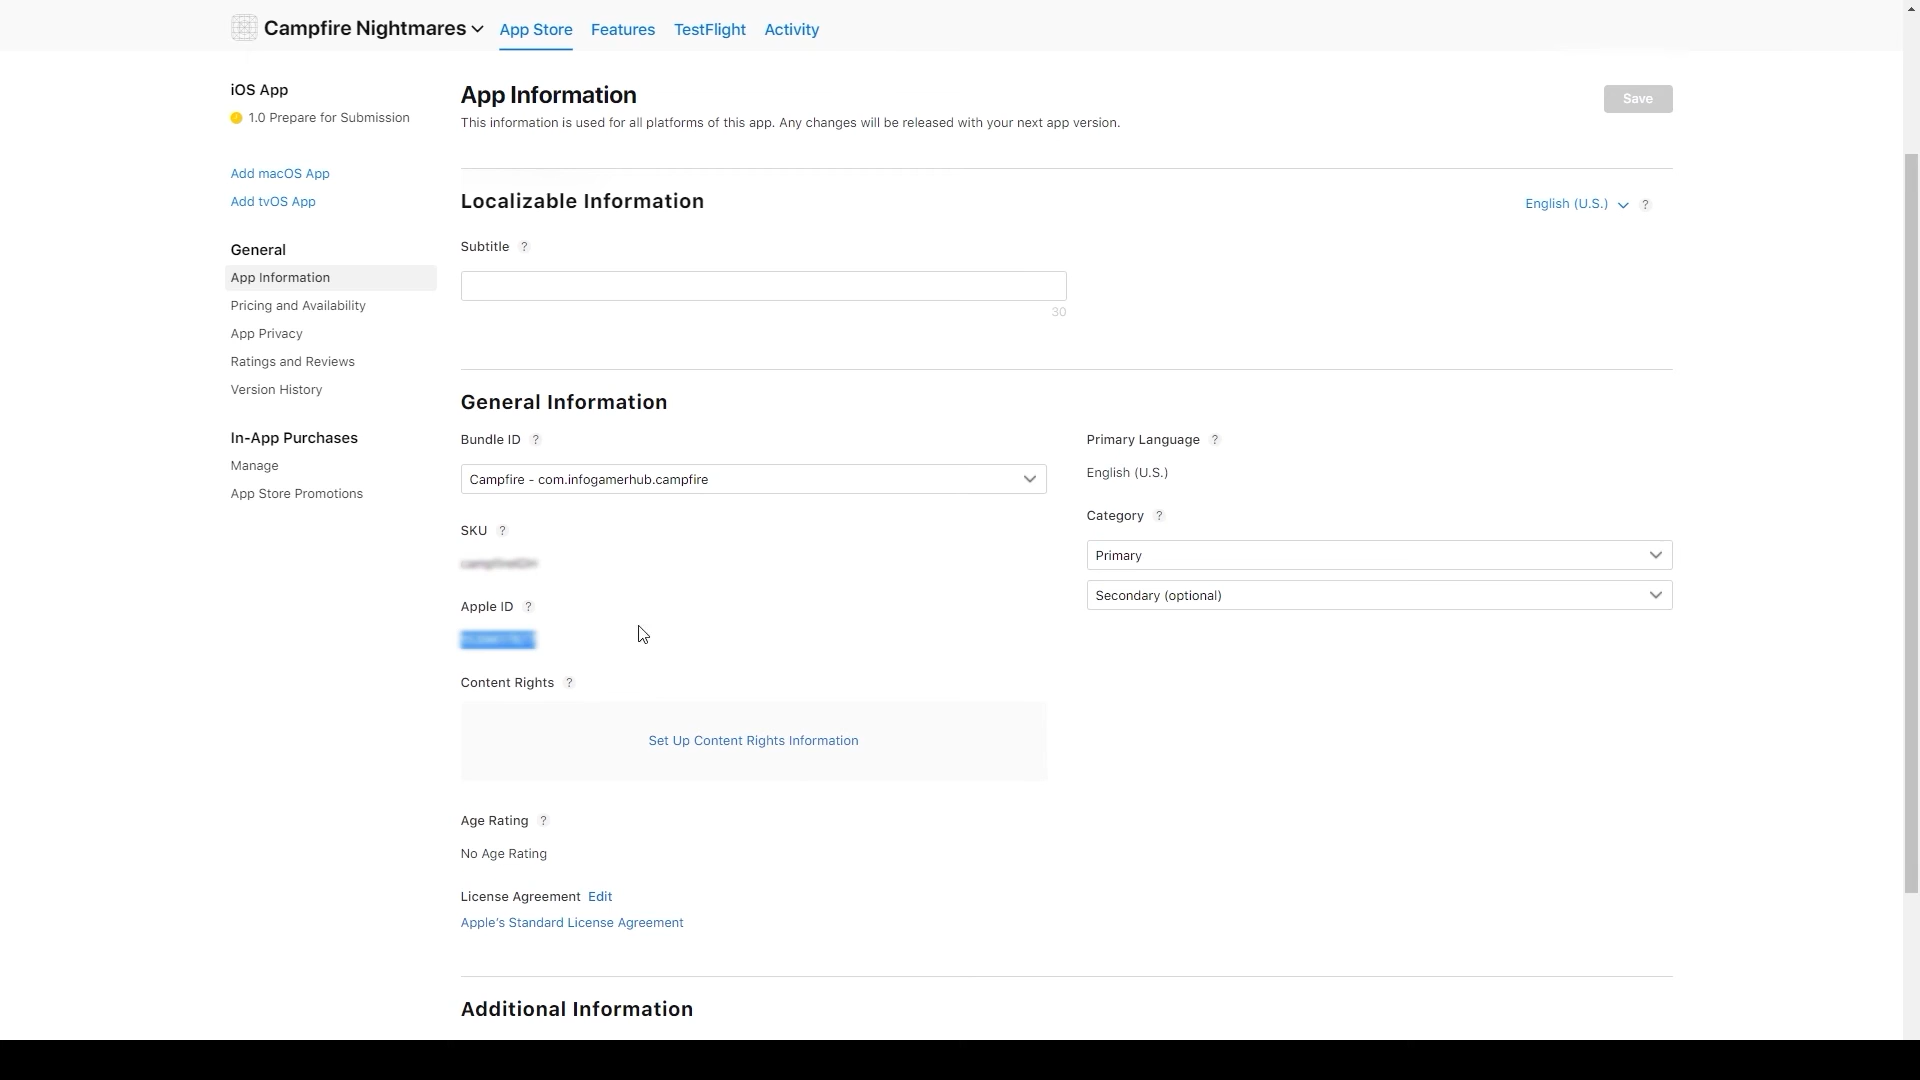 Campfire Nightmares App Store Features TestFlight Activity
iOS App
1.0 Prepare for Submission
Add macOS App
Add tvOS App
General
App Information
Pricing and Availability
App Privacy
Ratings and Reviews
Version History
In-App Purchases
Manage
App Store Promotions
App Information
Save
This information is used for all platforms of this app. Any changes will be released with your next app version.
Localizable Information
English (U.S.) ?
Subtitle ?
30
General Information
Bundle ID ?
Campfire - com.infogamerhub.campfire
SKU ?
Apple ID ?
Content Rights ?
Set Up Content Rights Information
Age Rating ?
No Age Rating
License Agreement Edit
Apple's Standard License Agreement
Primary Language ?
English (U.S.)
Category ?
Primary
Secondary (optional)
Additional Information